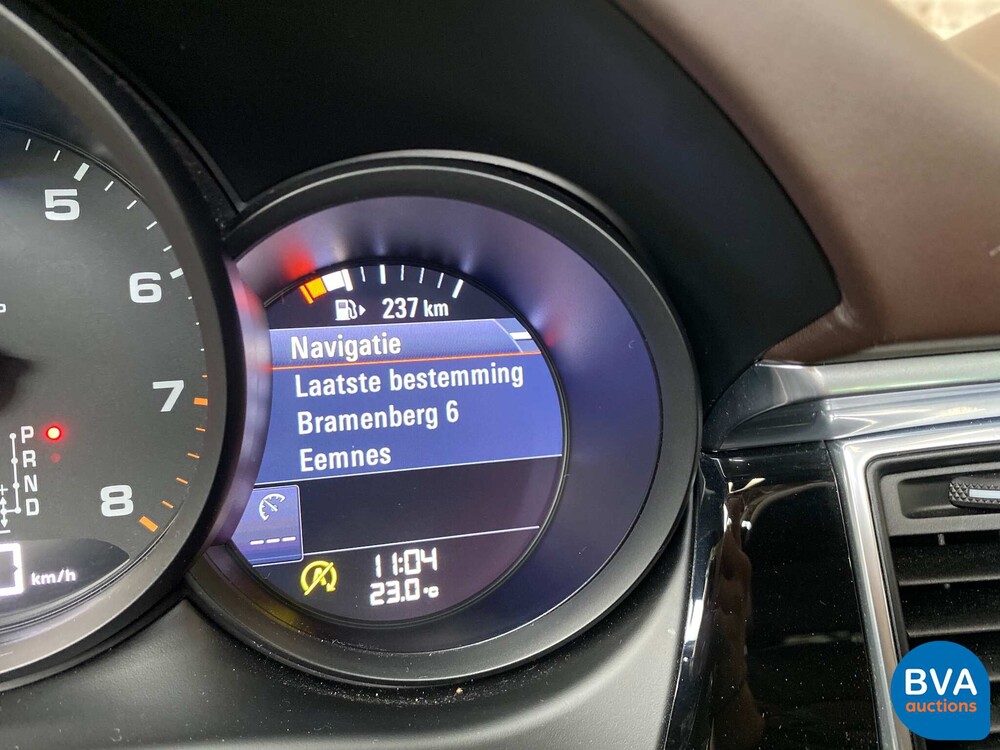 5
6
7
8
P
R
N
D
+
-
km/h
237 km
Navigatie
Laatste bestemming
Bramenberg 6
Eemnes
---
11:04
23.0 °C
BVA
auctions